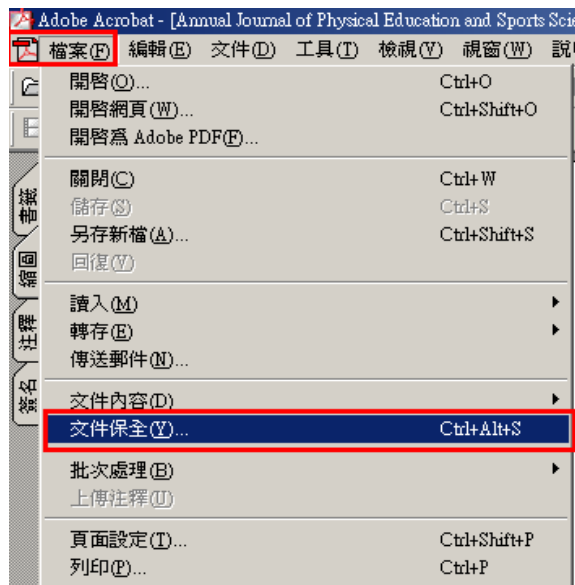 Adobe Acrobat - [Annual Journal of Physical Education and Sports Scie
檔案(F) 編輯(E) 文件(D) 工具(T) 檢視(V) 視窗(W) 說
開啓(O)... Ctrl+O
開啓網頁(W)... Ctrl+Shift+O
開啓爲 Adobe PDF(F)...
關閉(C) Ctrl+W
儲存(S) Ctrl+S
另存新檔(A)... Ctrl+Shift+S
回復(V)
讀入(M)
轉存(E)
傳送郵件(N)...
文件內容(D)
文件保全(Y)... Ctrl+Alt+S
批次處理(B)
上傳注釋(U)
頁面設定(T)... Ctrl+Shift+P
列印(P)... Ctrl+P
書籤
縮圖
注釋
簽名